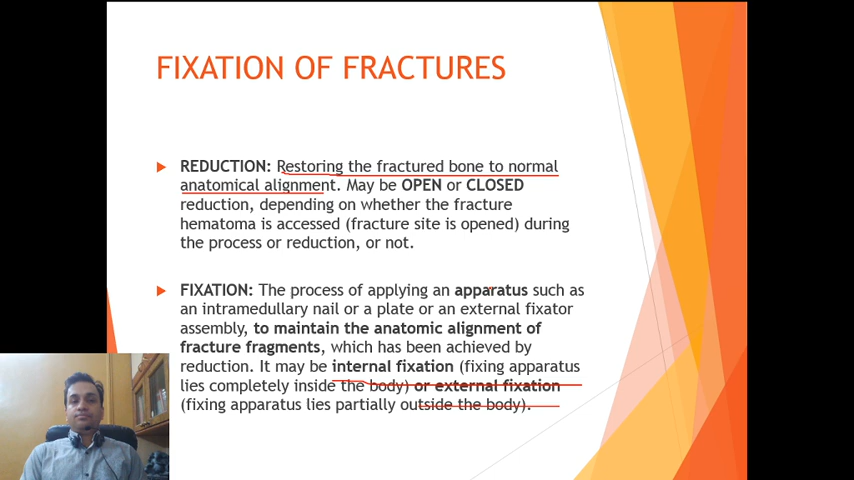 FIXATION OF FRACTURES
REDUCTION: Restoring the fractured bone to normal
anatomical alignment. May be OPEN or CLOSED
reduction, depending on whether the fracture
hematoma is accessed (fracture site is opened) during
the process or reduction, or not.
FIXATION: The process of applying an apparatus such as
an intramedullary nail or a plate or an external fixator
assembly, to maintain the anatomic alignment of
fracture fragments, which has been achieved by
reduction. It may be internal fixation (fixing apparatus
lies completely inside the body) or external fixation
(fixing apparatus lies partially outside the body).